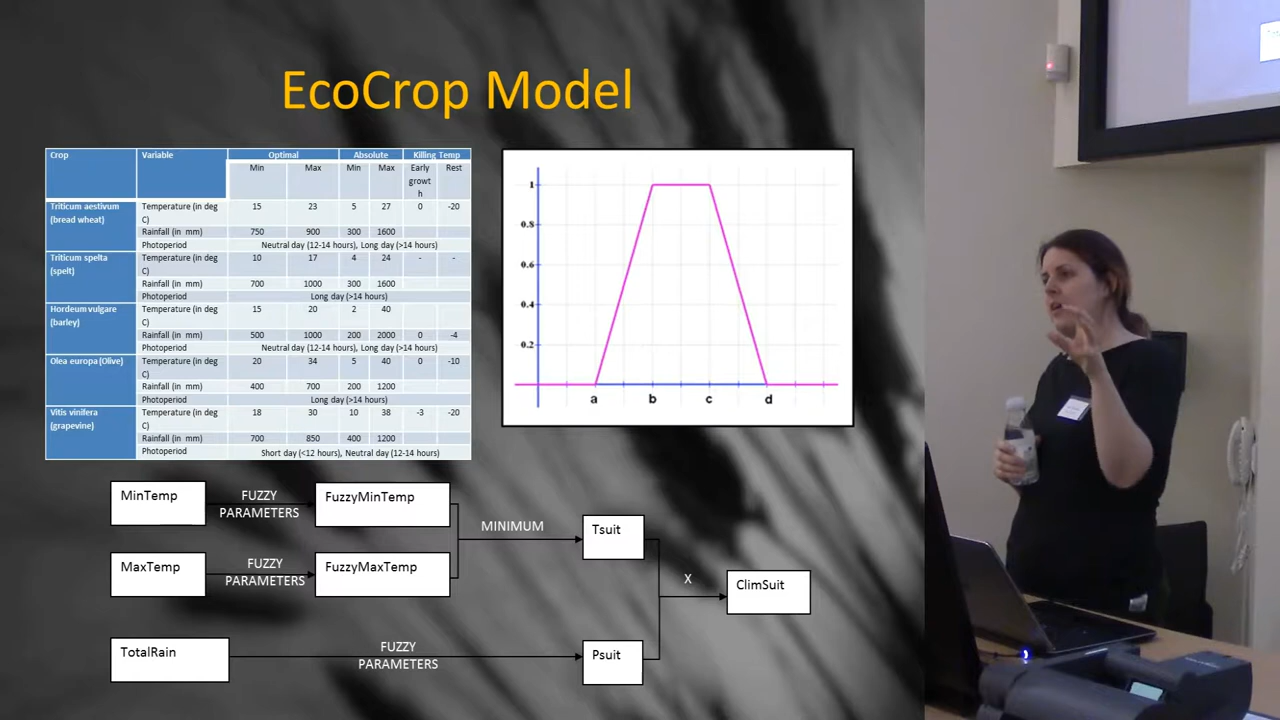 EcoCrop Model
Crop Variable Optimal Absolute Killing Temp
Min Max Min Max Early Rest
growt
h
Triticum aestivum Temperature (in deg 15 23 5 27 0 -20
(bread wheat) C)
Rainfall (in mm) 750 900 300 1600
Photoperiod Neutral day (12-14 hours), Long day (>14 hours)
Triticum spelta Temperature (in deg 10 17 4 24 - -
(spelt) C)
Rainfall (in mm) 700 1000 300 1600
Photoperiod Long day (>14 hours)
Hordeum vulgare Temperature (in deg 15 20 2 40
(barley) C)
Rainfall (in mm) 500 1000 200 2000 0 -4
Photoperiod Neutral day (12-14 hours), Long day (>14 hours)
Olea europa (Olive) Temperature (in deg 20 34 5 40 0 -10
C)
Rainfall (in mm) 400 700 200 1200
Photoperiod Long day (>14 hours)
Vitis vinifera Temperature (in deg 18 30 10 38 -3 -20
(grapevine) C)
Rainfall (in mm) 700 850 400 1200
Photoperiod Short day (<12 hours), Neutral day (12-14 hours)
1
0.8
0.6
0.4
0.2
a b c d
MinTemp FUZZY PARAMETERS FuzzyMinTemp
MINIMUM Tsuit
MaxTemp FUZZY PARAMETERS FuzzyMaxTemp
X ClimSuit
TotalRain FUZZY PARAMETERS Psuit